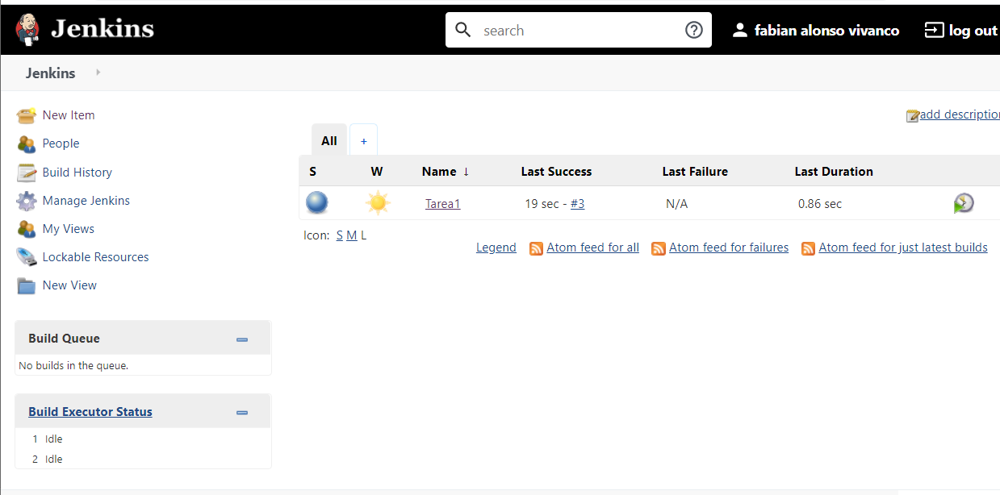 Jenkins
search
fabian alonso vivanco
log out
Jenkins
New Item
People
Build History
Manage Jenkins
My Views
Lockable Resources
New View
Build Queue
No builds in the queue.
Build Executor Status
1 Idle
2 Idle
add description
All +
S W Name ↓ Last Success Last Failure Last Duration
Tarea1 19 sec - #3 N/A 0.86 sec
Icon: S M L
Legend Atom feed for all Atom feed for failures Atom feed for just latest builds